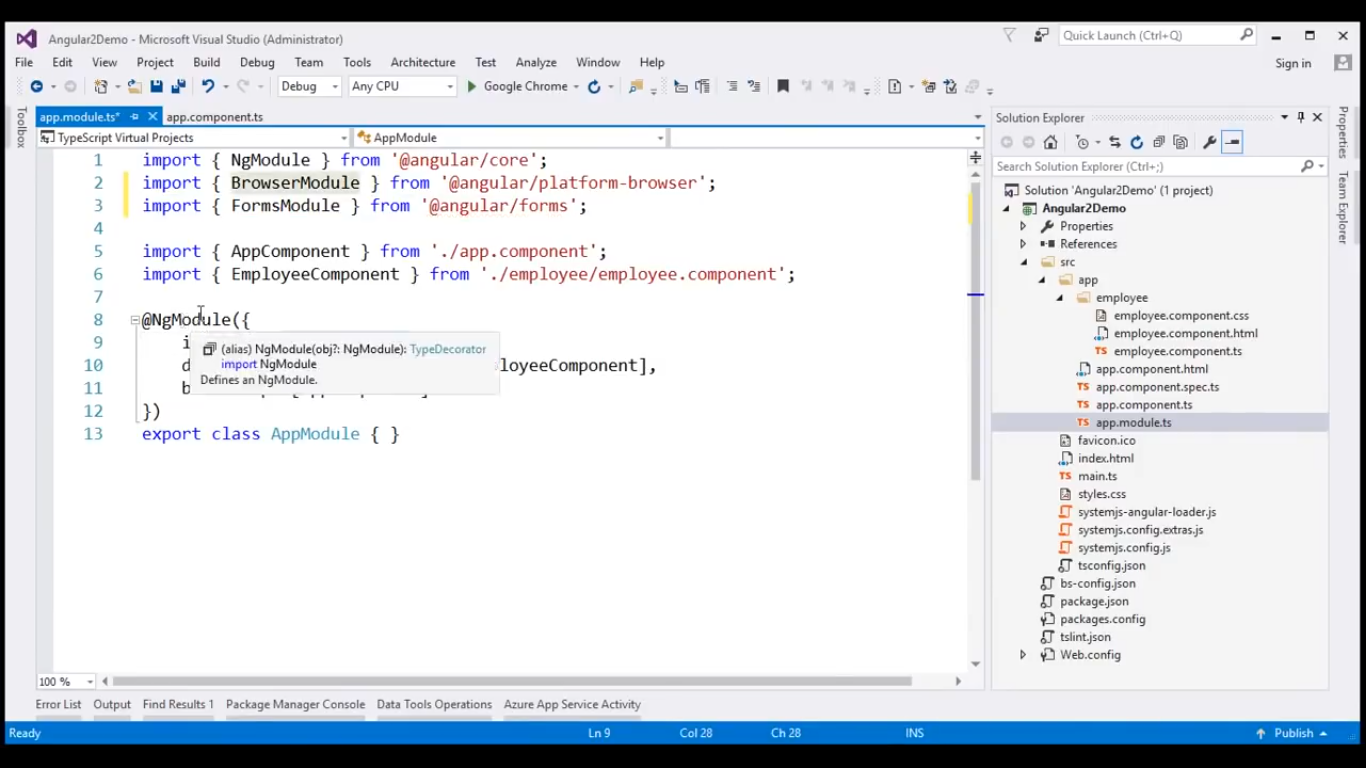 Angular2Demo - Microsoft Visual Studio (Administrator)
Quick Launch (Ctrl+Q)
File Edit View Project Build Debug Team Tools Architecture Test Analyze Window Help
Sign in
Debug Any CPU Google Chrome
Toolbox
app.module.ts* app.component.ts
TypeScript Virtual Projects AppModule
1 import { NgModule } from '@angular/core';
2 import { BrowserModule } from '@angular/platform-browser';
3 import { FormsModule } from '@angular/forms';
4
5 import { AppComponent } from './app.component';
6 import { EmployeeComponent } from './employee/employee.component';
7
8 @NgModule({
9
10 loyeeComponent],
11
12 })
13 export class AppModule { }
(alias) NgModule(obj?: NgModule): TypeDecorator
import NgModule
Defines an NgModule.
100 %
Solution Explorer
Search Solution Explorer (Ctrl+;)
Solution 'Angular2Demo' (1 project)
Angular2Demo
Properties
References
src
app
employee
employee.component.css
employee.component.html
employee.component.ts
app.component.html
app.component.spec.ts
app.component.ts
app.module.ts
favicon.ico
index.html
main.ts
styles.css
systemjs-angular-loader.js
systemjs.config.extras.js
systemjs.config.js
tsconfig.json
bs-config.json
package.json
packages.config
tslint.json
Web.config
Properties
Team Explorer
Error List Output Find Results 1 Package Manager Console Data Tools Operations Azure App Service Activity
Ready Ln 9 Col 28 Ch 28 INS Publish